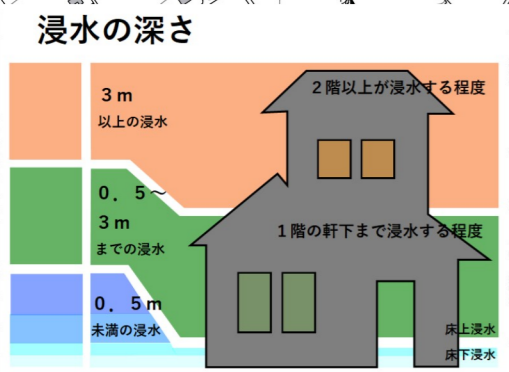 浸水の深さ
3m
以上の浸水
2階以上が浸水する程度
0.5～
3m
までの浸水
1階の軒下まで浸水する程度
0.5m
未満の浸水
床上浸水
床下浸水